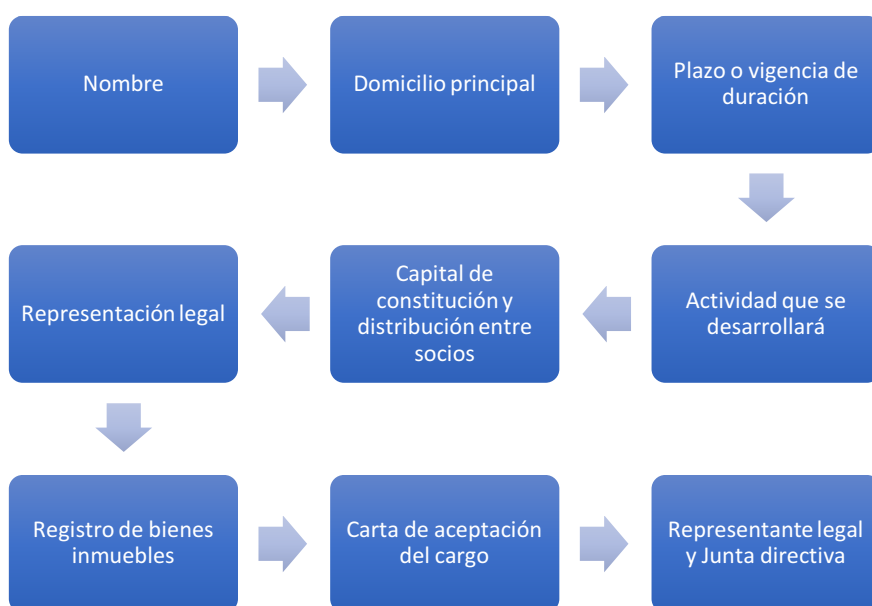 Nombre
Domicilio principal
Plazo o vigencia de
duración
Actividad que se
desarrollará
Capital de
constitución y
distribución entre
socios
Representación legal
Registro de bienes
inmuebles
Carta de aceptación
del cargo
Representante legal
y Junta directiva